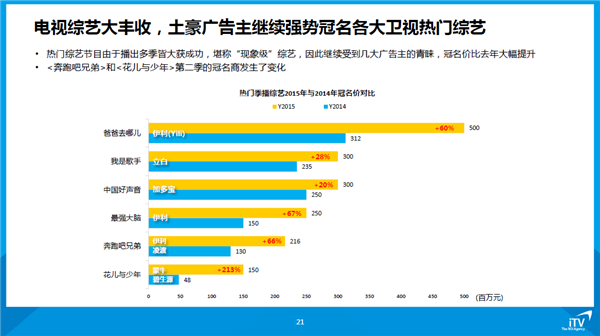 电视综艺大丰收，土豪广告主继续强势冠名各大卫视热门综艺
• 热门综艺节目由于播出多季皆大获成功，堪称“现象级”综艺，因此继续受到几大广告主的青睐，冠名价比去年大幅提升
• <奔跑吧兄弟>和<花儿与少年>第二季的冠名商发生了变化
热门季播综艺2015年与2014年冠名价对比
Y2015 Y2014
爸爸去哪儿 伊利(Yili) +60% 500
312
我是歌手 立白 +28% 300
235
中国好声音 加多宝 +20% 300
250
最强大脑 伊利 +67% 250
150
奔跑吧兄弟 伊利 +66% 216
凌渡 130
花儿与少年 蒙牛 +213% 150
碧生源 48
0 50 100 150 200 250 300 350 400 450 500 (百万元)
21
iTV
The AD Agency